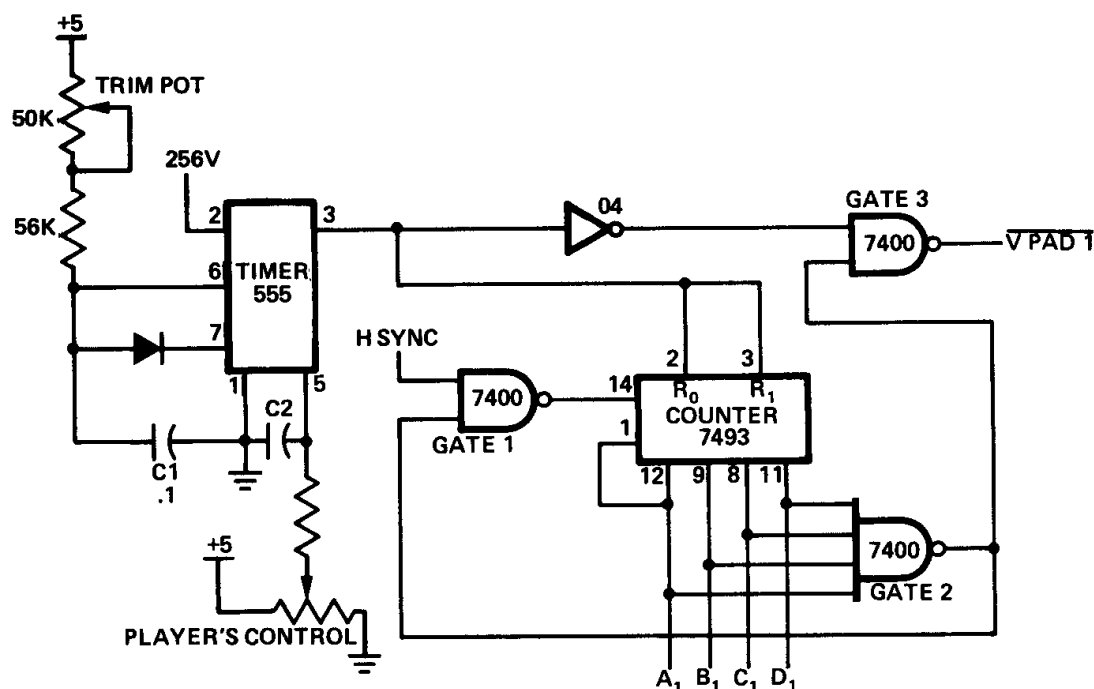 +5
TRIM POT
50K
256V
56K
2
3
TIMER
555
6
7
1
5
04
GATE 3
7400
V PAD 1
H SYNC
7400
GATE 1
14
1
2
3
R0
R1
COUNTER
7493
12
9
8
11
C2
C1
.1
7400
GATE 2
+5
PLAYER'S CONTROL
A1
B1
C1
D1